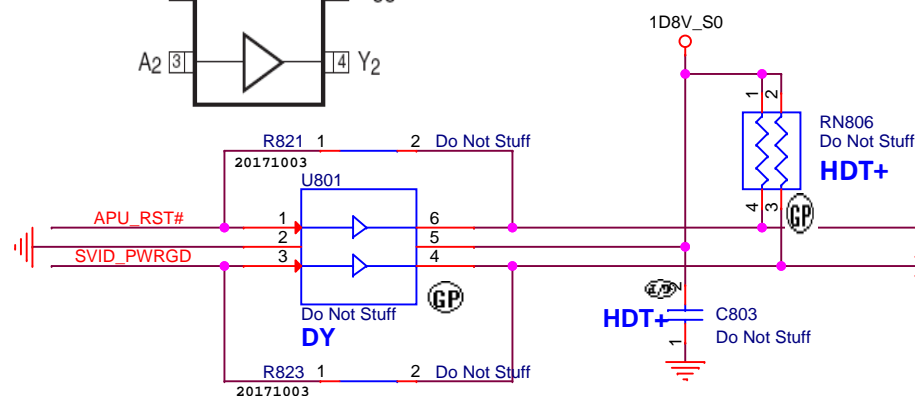 1D8V_S0
A2 3 4 Y2
1 2
RN806
Do Not Stuff
HDT+
4 3
GP
R821 1 2 Do Not Stuff
20171003
U801
APU_RST# 1 6
2 5
SVID_PWRGD 3 4
GP
Do Not Stuff
DY
2
HDT+
C803
1
Do Not Stuff
R823 1 2 Do Not Stuff
20171003